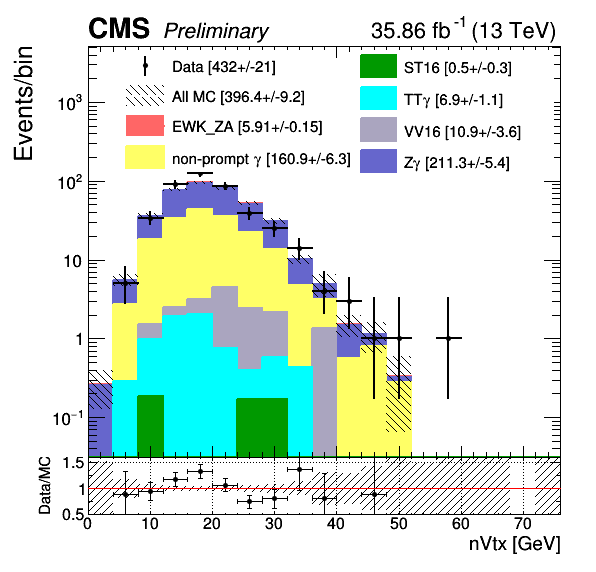 CMS Preliminary 35.86 fb⁻¹ (13 TeV)
Events/bin
Data [432+/-21]
All MC [396.4+/-9.2]
EWK_ZA [5.91+/-0.15]
non-prompt γ [160.9+/-6.3]
ST16 [0.5+/-0.3]
TTγ [6.9+/-1.1]
VV16 [10.9+/-3.6]
Zγ [211.3+/-5.4]
10³
10²
10
1
10⁻¹
Data/MC
1.5
1
0.5
0 10 20 30 40 50 60 70
nVtx [GeV]